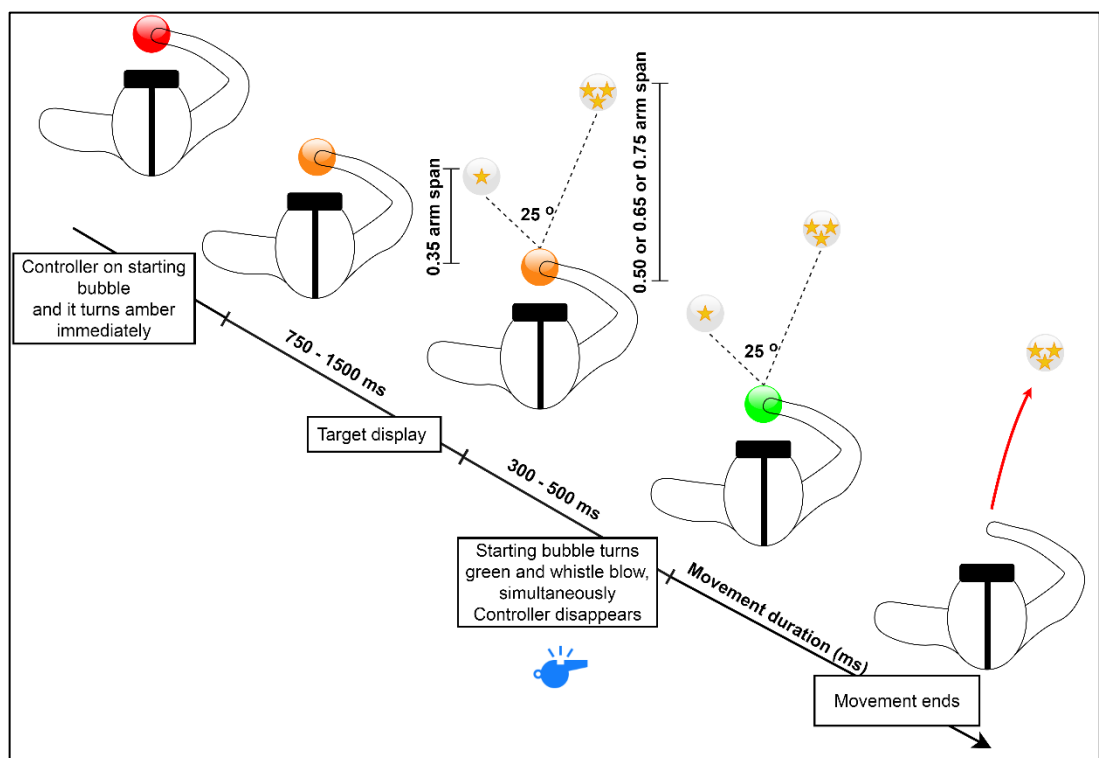 Controller on starting
bubble
and it turns amber
immediately
750 - 1500 ms
Target display
0.35 arm span
25 °
0.50 or 0.65 or 0.75 arm span
300 - 500 ms
Starting bubble turns
green and whistle blow,
simultaneously
Controller disappears
25 °
Movement duration (ms)
Movement ends